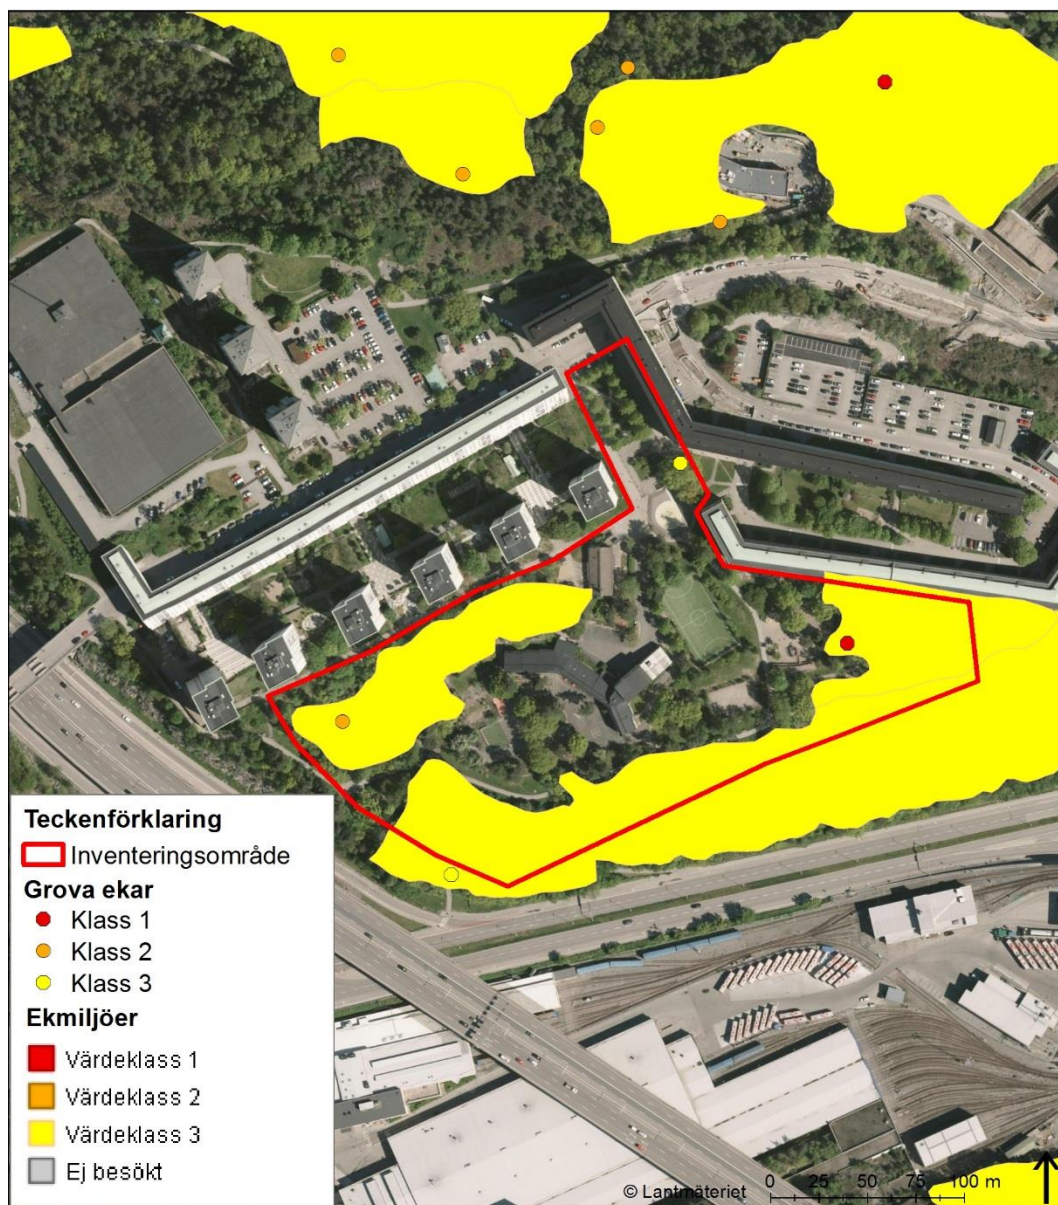 Teckenförklaring
Inventeringsområde
Grova ekar
Klass 1
Klass 2
Klass 3
Ekmiljöer
Värdeklass 1
Värdeklass 2
Värdeklass 3
Ej besökt
© Lantmäteriet 0 25 50 75 100 m